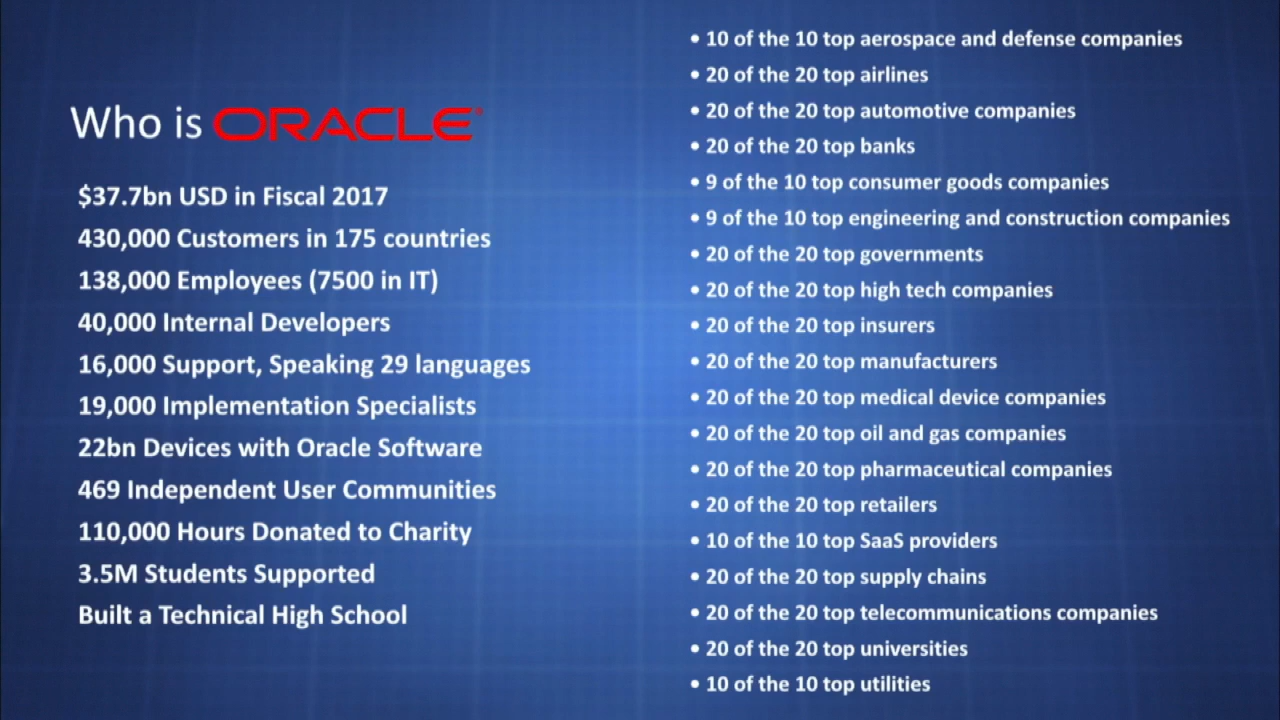 Who is ORACLE®
$37.7bn USD in Fiscal 2017
430,000 Customers in 175 countries
138,000 Employees (7500 in IT)
40,000 Internal Developers
16,000 Support, Speaking 29 languages
19,000 Implementation Specialists
22bn Devices with Oracle Software
469 Independent User Communities
110,000 Hours Donated to Charity
3.5M Students Supported
Built a Technical High School
• 10 of the 10 top aerospace and defense companies
• 20 of the 20 top airlines
• 20 of the 20 top automotive companies
• 20 of the 20 top banks
• 9 of the 10 top consumer goods companies
• 9 of the 10 top engineering and construction companies
• 20 of the 20 top governments
• 20 of the 20 top high tech companies
• 20 of the 20 top insurers
• 20 of the 20 top manufacturers
• 20 of the 20 top medical device companies
• 20 of the 20 top oil and gas companies
• 20 of the 20 top pharmaceutical companies
• 20 of the 20 top retailers
• 10 of the 10 top SaaS providers
• 20 of the 20 top supply chains
• 20 of the 20 top telecommunications companies
• 20 of the 20 top universities
• 10 of the 10 top utilities